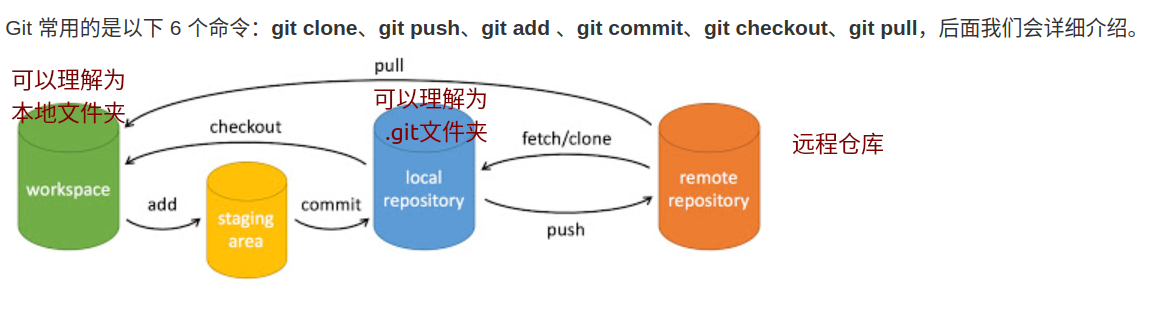 Git 常用的是以下 6 个命令：git clone、git push、git add 、git commit、git checkout、git pull，后面我们会详细介绍。
pull
可以理解为
本地文件夹
可以理解为
.git文件夹
checkout
fetch/clone
远程仓库
workspace
local
repository
remote
repository
add
staging
area
commit
push